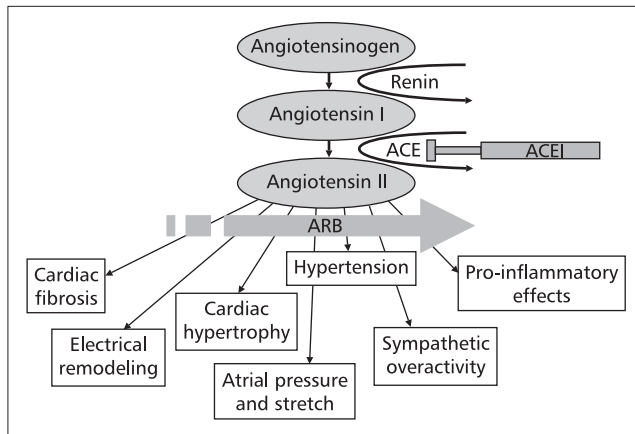 Angiotensinogen
Renin
Angiotensin I
ACE
ACEI
Angiotensin II
ARB
Cardiac
fibrosis
Electrical
remodeling
Cardiac
hypertrophy
Atrial pressure
and stretch
Hypertension
Sympathetic
overactivity
Pro-inflammatory
effects